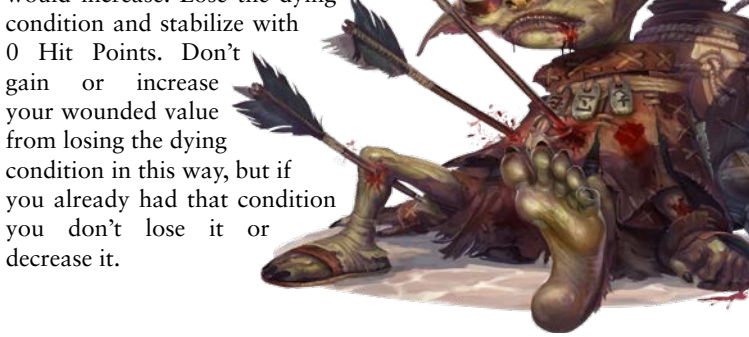 would increase. Lose the dying
condition and stabilize with
0 Hit Points. Don’t
gain or increase
your wounded value
from losing the dying
condition in this way, but if
you already had that condition
you don’t lose it or
decrease it.